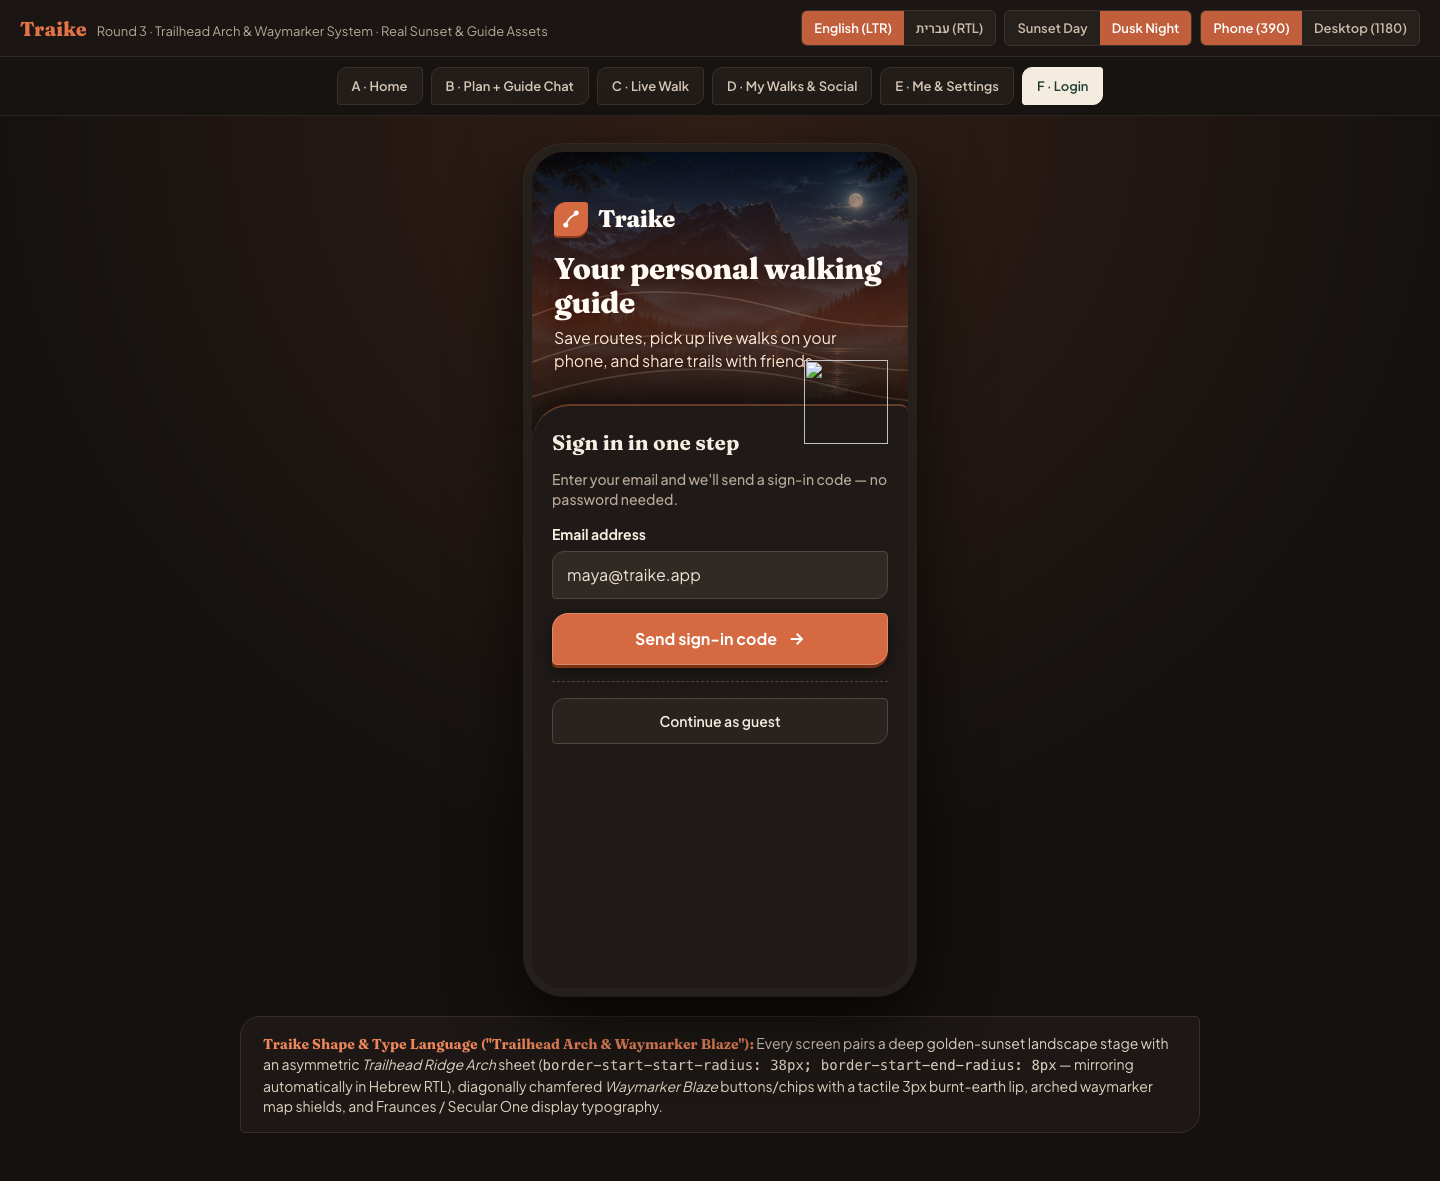 Traike Round 3 · Trailhead Arch & Waymarker System · Real Sunset & Guide Assets
English (LTR) עברית (RTL) Sunset Day Dusk Night Phone (390) Desktop (1180)
A · Home B · Plan + Guide Chat C · Live Walk D · My Walks & Social E · Me & Settings F · Login
Traike
Your personal walking
guide
Save routes, pick up live walks on your
phone, and share trails with friends
Sign in in one step
Enter your email and we'll send a sign-in code — no
password needed.
Email address
maya@traike.app
Send sign-in code →
Continue as guest
Traike Shape & Type Language ("Trailhead Arch & Waymarker Blaze"): Every screen pairs a deep golden-sunset landscape stage with
an asymmetric Trailhead Ridge Arch sheet (border-start-start-radius: 38px; border-start-end-radius: 8px — mirroring
automatically in Hebrew RTL), diagonally chamfered Waymarker Blaze buttons/chips with a tactile 3px burnt-earth lip, arched waymarker
map shields, and Fraunces / Secular One display typography.